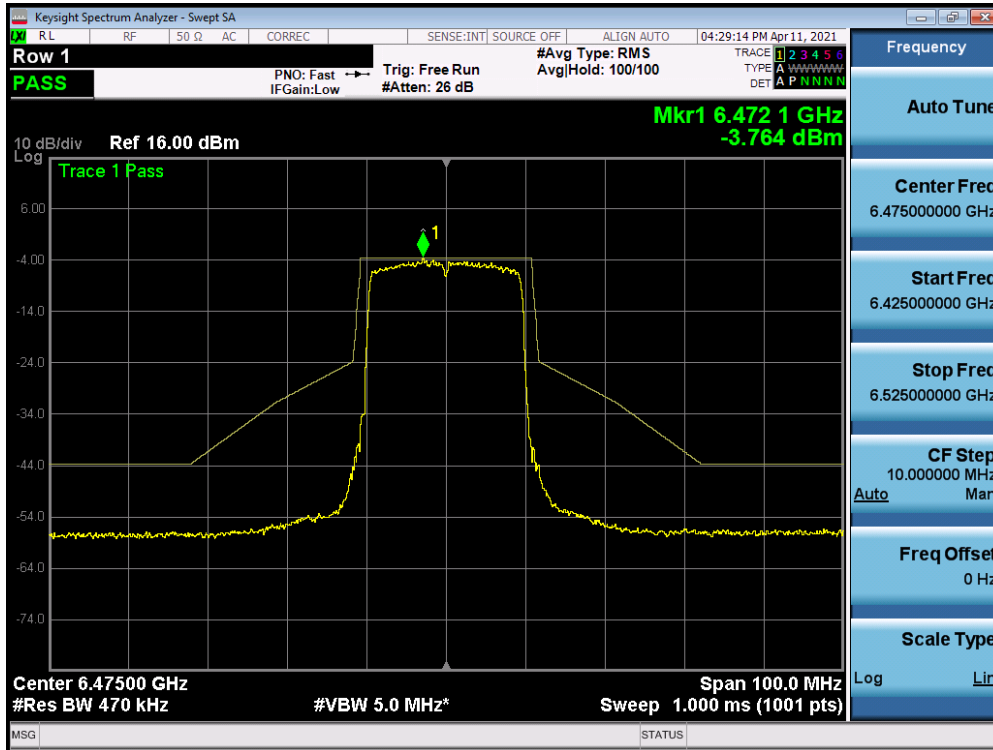 Keysight Spectrum Analyzer - Swept SA
LXI RL RF 50 Ω AC CORREC SENSE:INT SOURCE OFF ALIGN AUTO 04:29:14 PM Apr 11, 2021
Row 1
PASS
PNO: Fast
IFGain:Low
Trig: Free Run
#Atten: 26 dB
#Avg Type: RMS
Avg|Hold: 100/100
TRACE 1 2 3 4 5 6
TYPE A WWWWW
DET A P N N N N
Mkr1 6.472 1 GHz
-3.764 dBm
10 dB/div Ref 16.00 dBm
Log
Trace 1 Pass
1
6.00
-4.00
-14.0
-24.0
-34.0
-44.0
-54.0
-64.0
-74.0
Center 6.47500 GHz Span 100.0 MHz
#Res BW 470 kHz #VBW 5.0 MHz* Sweep 1.000 ms (1001 pts)
MSG STATUS
Frequency
Auto Tune
Center Freq
6.475000000 GHz
Start Freq
6.425000000 GHz
Stop Freq
6.525000000 GHz
CF Step
10.000000 MHz
Auto Man
Freq Offset
0 Hz
Scale Type
Log Lin